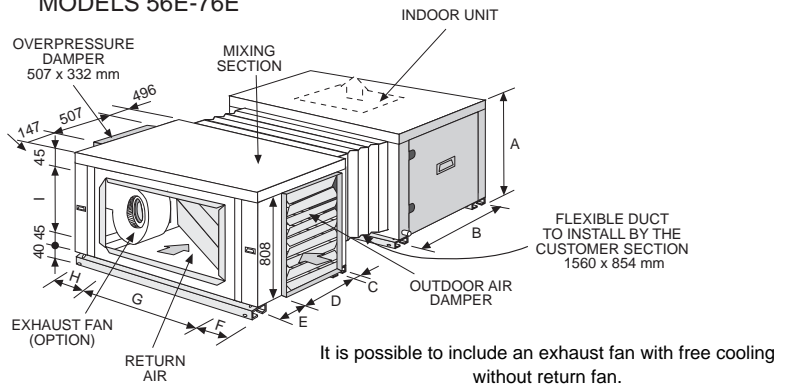 MODELS 56E-76E
INDOOR UNIT
OVERPRESSURE
DAMPER
507 x 332 mm
MIXING
SECTION
496
507
147
45
I
45
40
A
B
808
C
D
E
H
G
F
FLEXIBLE DUCT
TO INSTALL BY THE
CUSTOMER SECTION
1560 x 854 mm
OUTDOOR AIR
DAMPER
EXHAUST FAN
(OPTION)
RETURN
AIR
It is possible to include an exhaust fan with free cooling
without return fan.